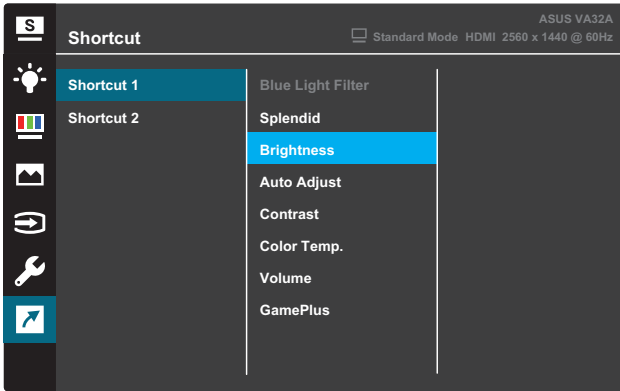 S
ASUS VA32A
Shortcut
Standard Mode HDMI 2560 x 1440 @ 60Hz
Shortcut 1
Shortcut 2
Blue Light Filter
Splendid
Brightness
Auto Adjust
Contrast
Color Temp.
Volume
GamePlus